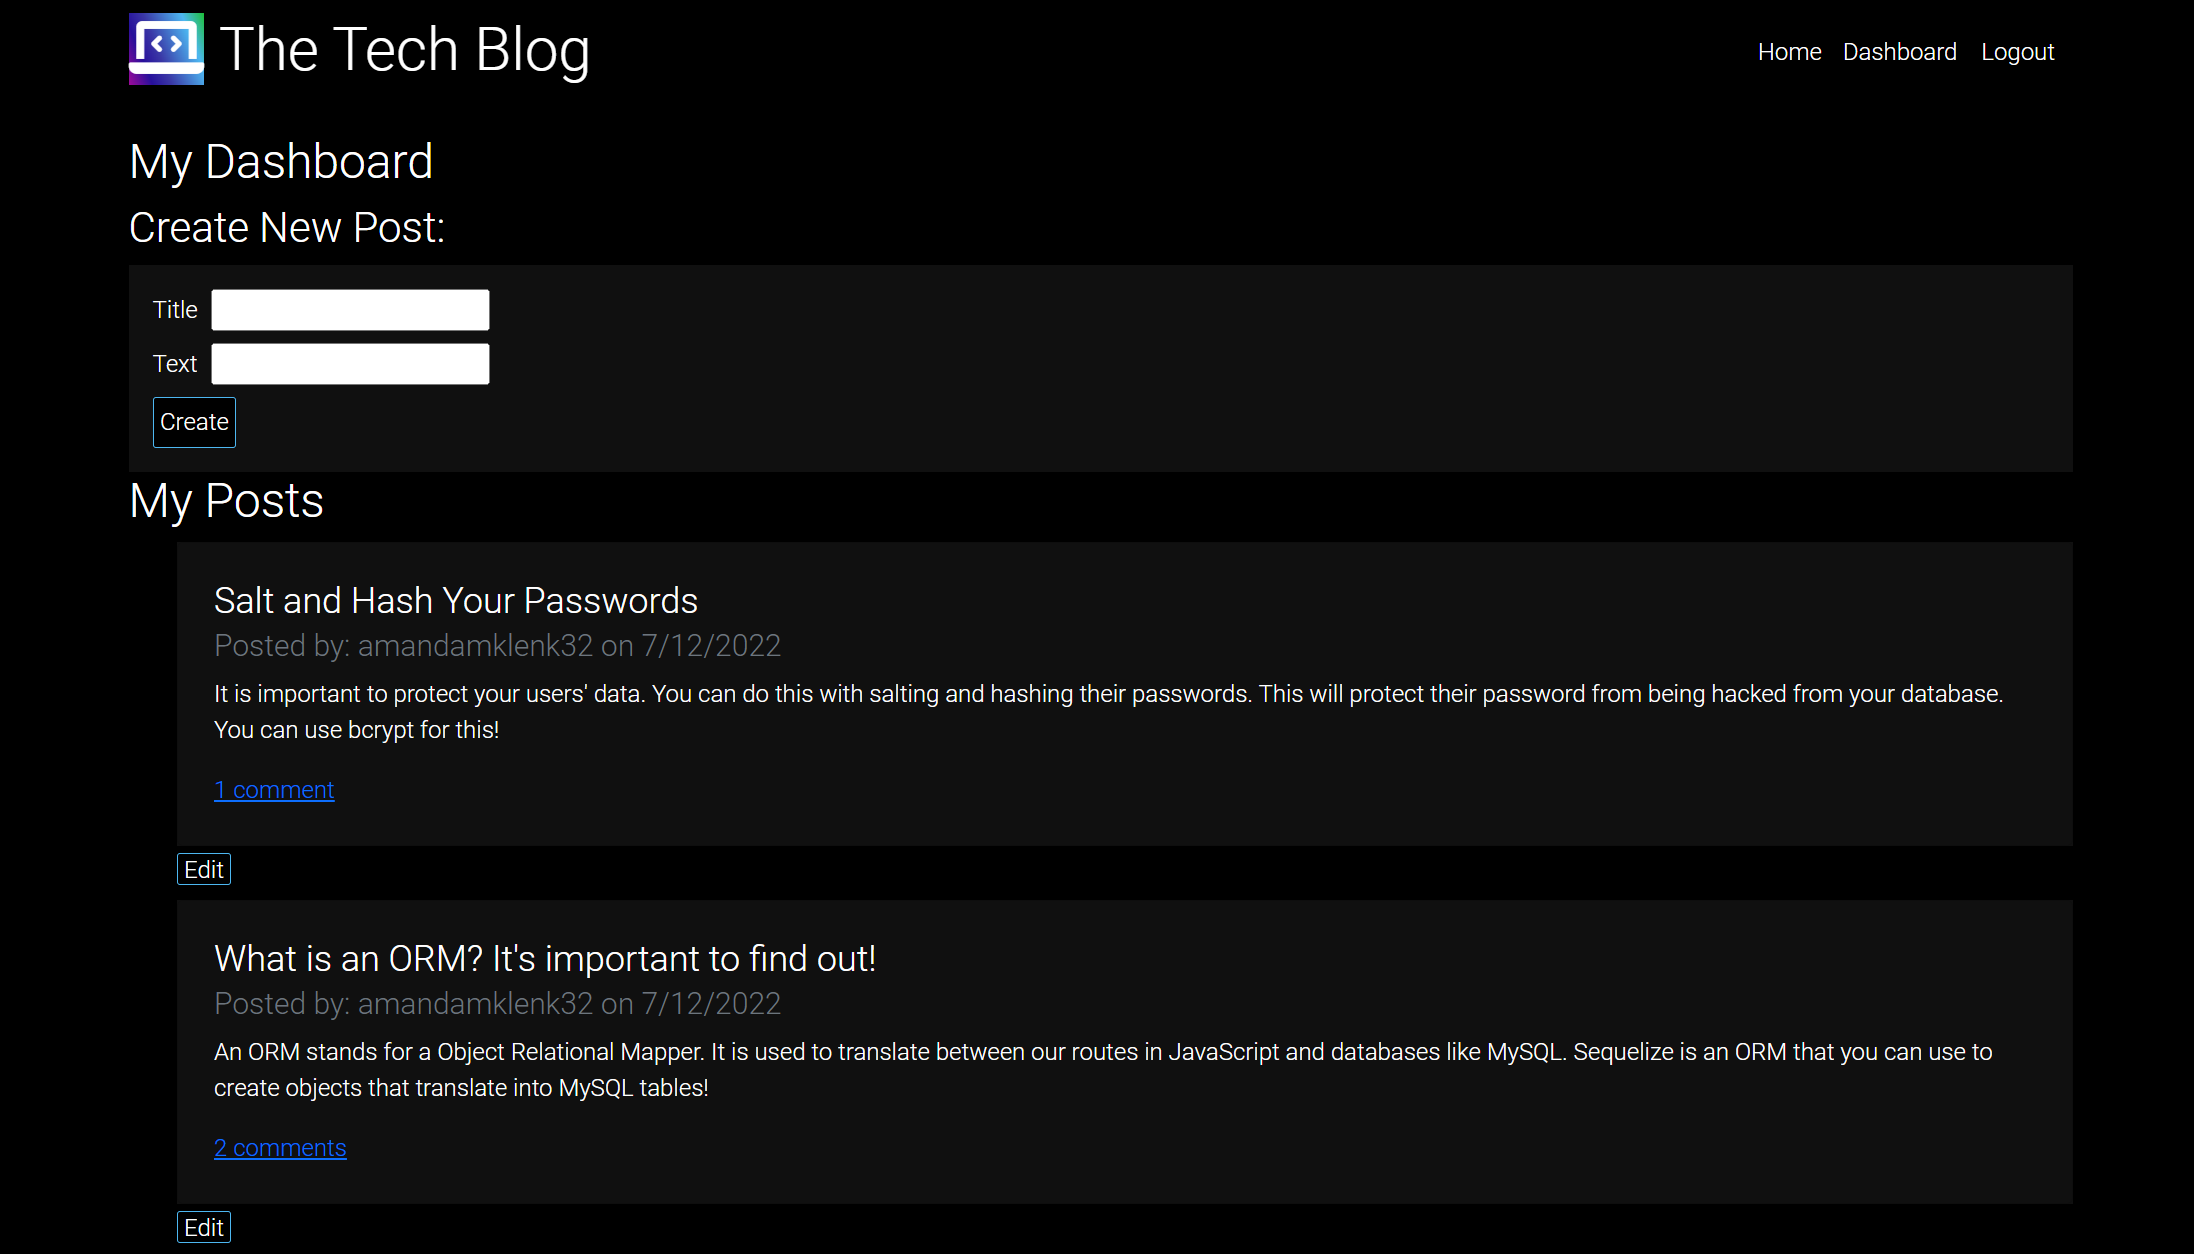 The Tech Blog
Home Dashboard Logout
My Dashboard
Create New Post:
Title
Text
Create
My Posts
Salt and Hash Your Passwords
Posted by: amandamklenk32 on 7/12/2022
It is important to protect your users' data. You can do this with salting and hashing their passwords. This will protect their password from being hacked from your database.
You can use bcrypt for this!
1 comment
Edit
What is an ORM? It's important to find out!
Posted by: amandamklenk32 on 7/12/2022
An ORM stands for a Object Relational Mapper. It is used to translate between our routes in JavaScript and databases like MySQL. Sequelize is an ORM that you can use to
create objects that translate into MySQL tables!
2 comments
Edit